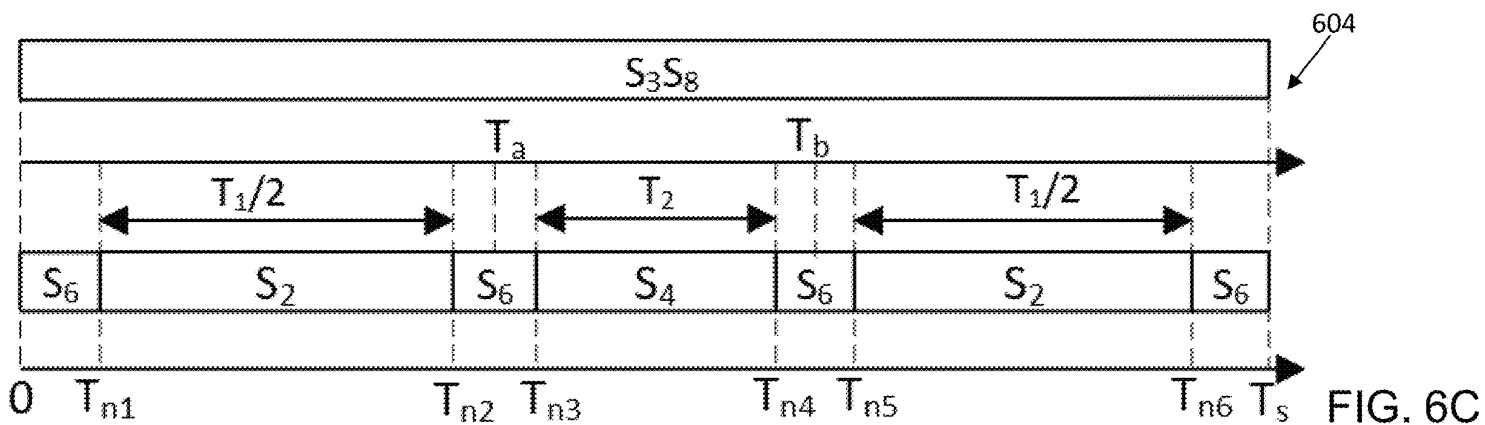 604
S₃S₈
Tₐ T_b
T₁/2 T₂ T₁/2
S₆ S₂ S₆ S₄ S₆ S₂ S₆
0 Tₙ₁ Tₙ₂ Tₙ₃ Tₙ₄ Tₙ₅ Tₙ₆ Tₛ FIG. 6C